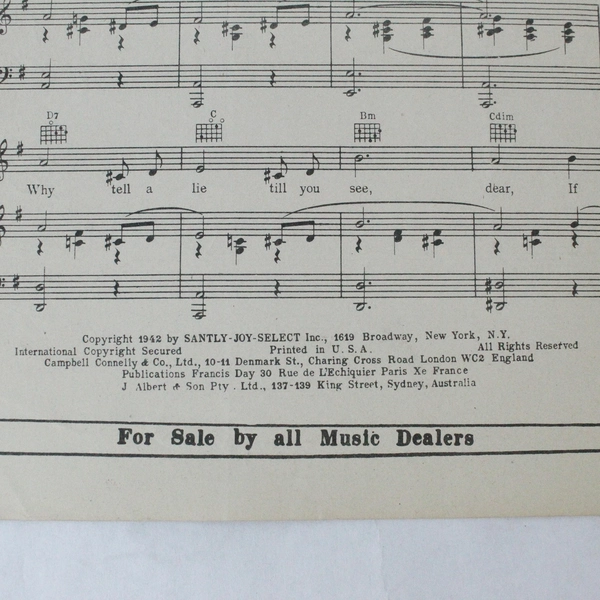 D7 C Bm Cdim
Why tell a lie till you see, dear, If
Copyright 1942 by SANTLY-JOY-SELECT Inc., 1619 Broadway, New York, N.Y.
International Copyright Secured Printed in U. S. A. All Rights Reserved
Campbell Connelly & Co., Ltd., 10-11 Denmark St., Charing Cross Road London WC2 England
Publications Francis Day 30 Rue de L'Echiquier Paris Xe France
J Albert & Son Pty. Ltd., 137-139 King Street, Sydney, Australia
For Sale by all Music Dealers